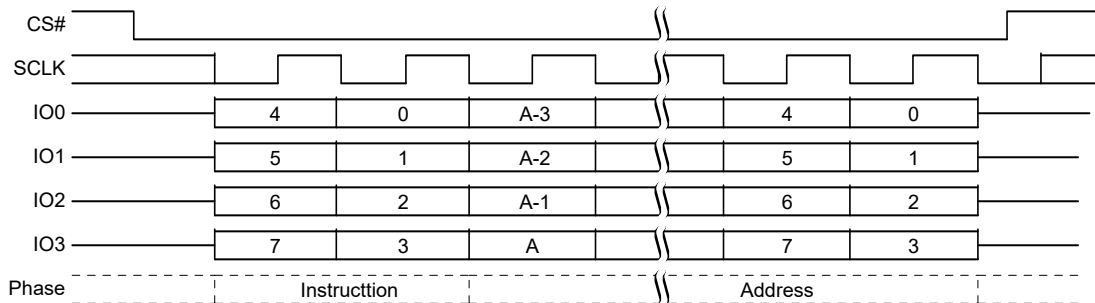 CS#
SCLK
IO0 4 0 A-3 4 0
IO1 5 1 A-2 5 1
IO2 6 2 A-1 6 2
IO3 7 3 A 7 3
Phase Instructtion Address